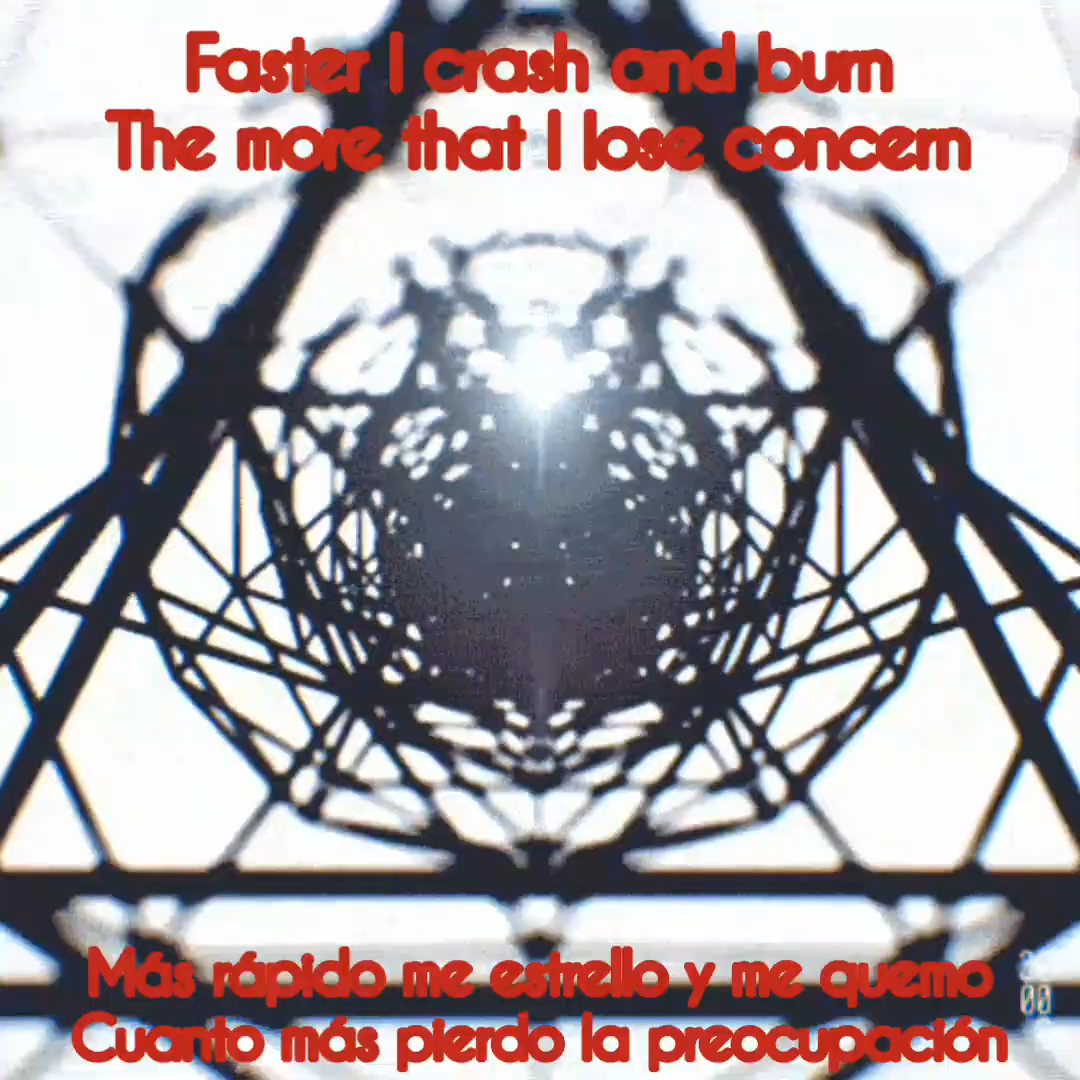 Faster I crash and burn
The more that I lose concern
Más rápido me estrello y me quemo
00
Cuanto más pierdo la preocupación